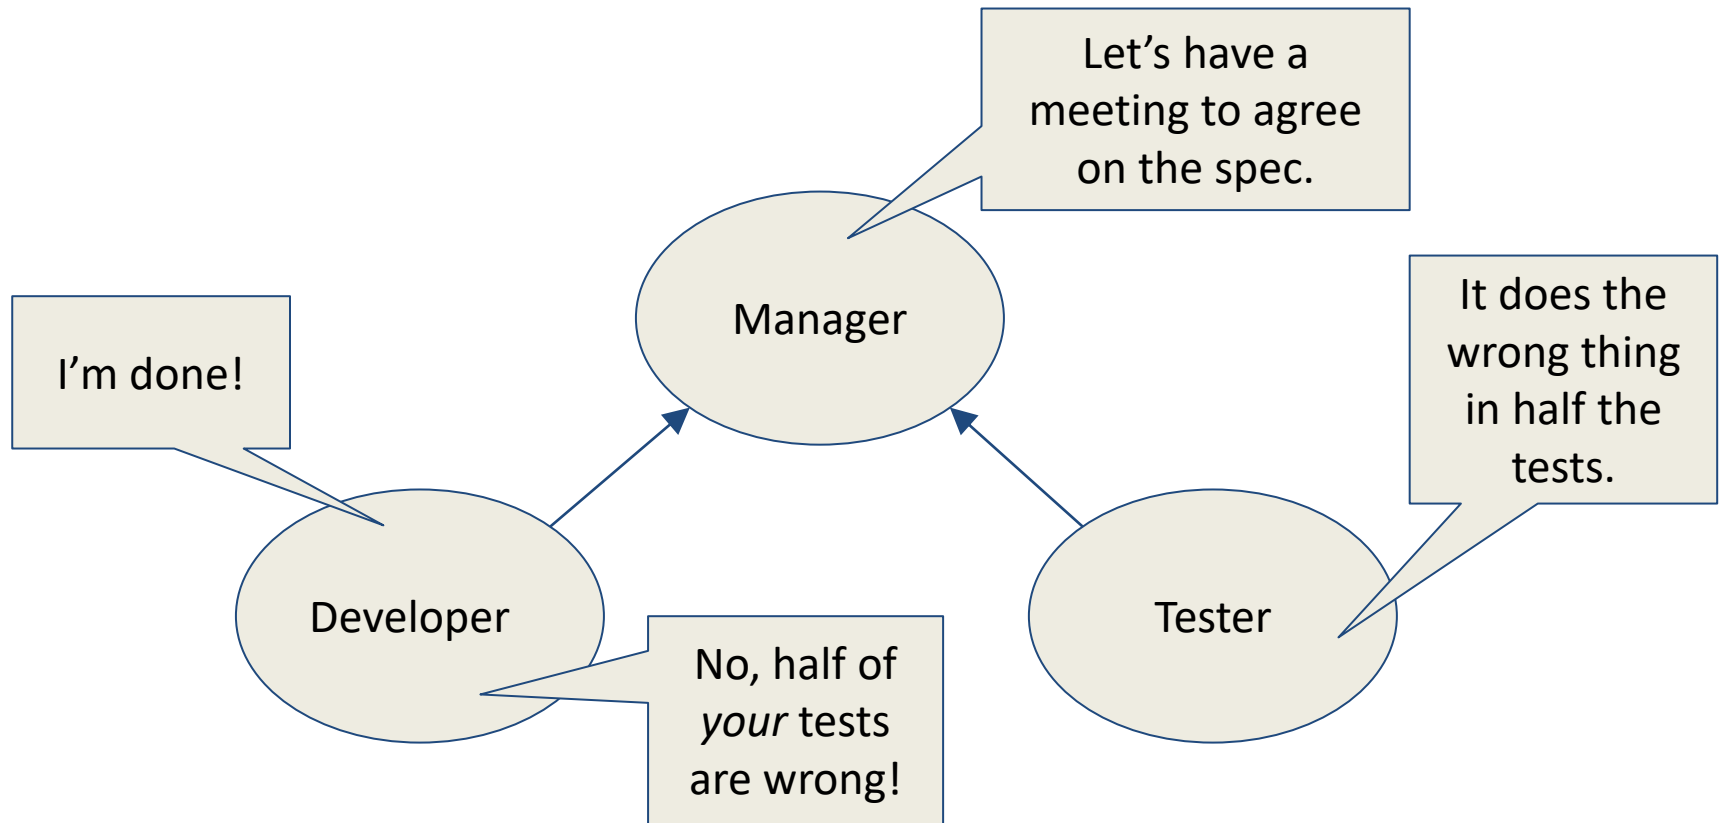 Let’s have a
meeting to agree
on the spec.
Manager
I’m done!
It does the
wrong thing
in half the
tests.
Developer
Tester
No, half of
your tests
are wrong!